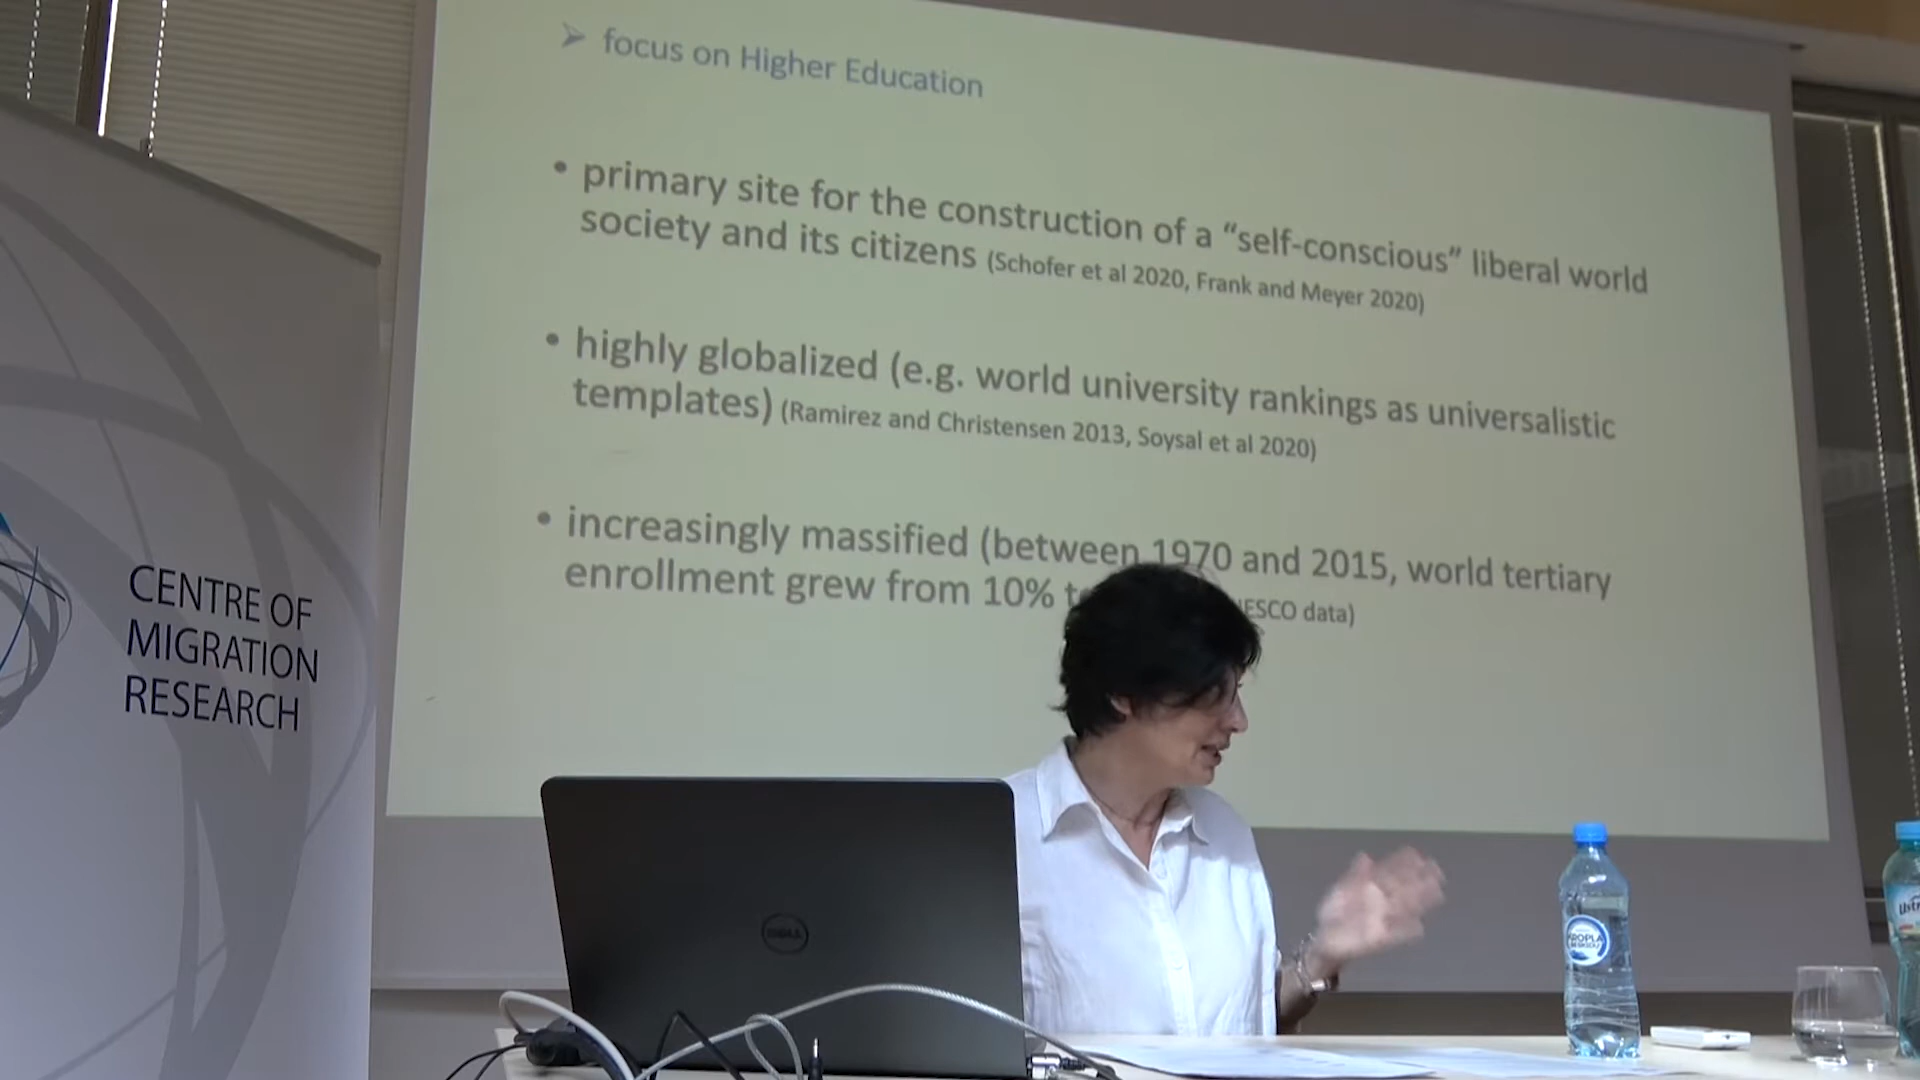 ➢ focus on Higher Education
• primary site for the construction of a “self-conscious” liberal world
society and its citizens (Schofer et al 2020, Frank and Meyer 2020)
• highly globalized (e.g. world university rankings as universalistic
templates) (Ramirez and Christensen 2013, Soysal et al 2020)
• increasingly massified (between 1970 and 2015, world tertiary
enrollment grew from 10% data)
CENTRE OF
MIGRATION
RESEARCH
DELL
KROPLA